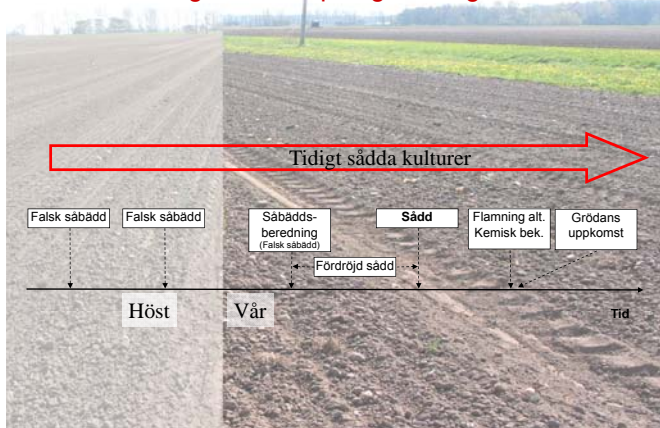 Tidigt sådda kulturer
Falsk såbädd
Falsk såbädd
Såbädds-
beredning
(Falsk såbädd)
Sådd
Flamning alt.
Kemisk bek.
Grödans
uppkomst
Fördröjd sådd
Höst
Vår
Tid